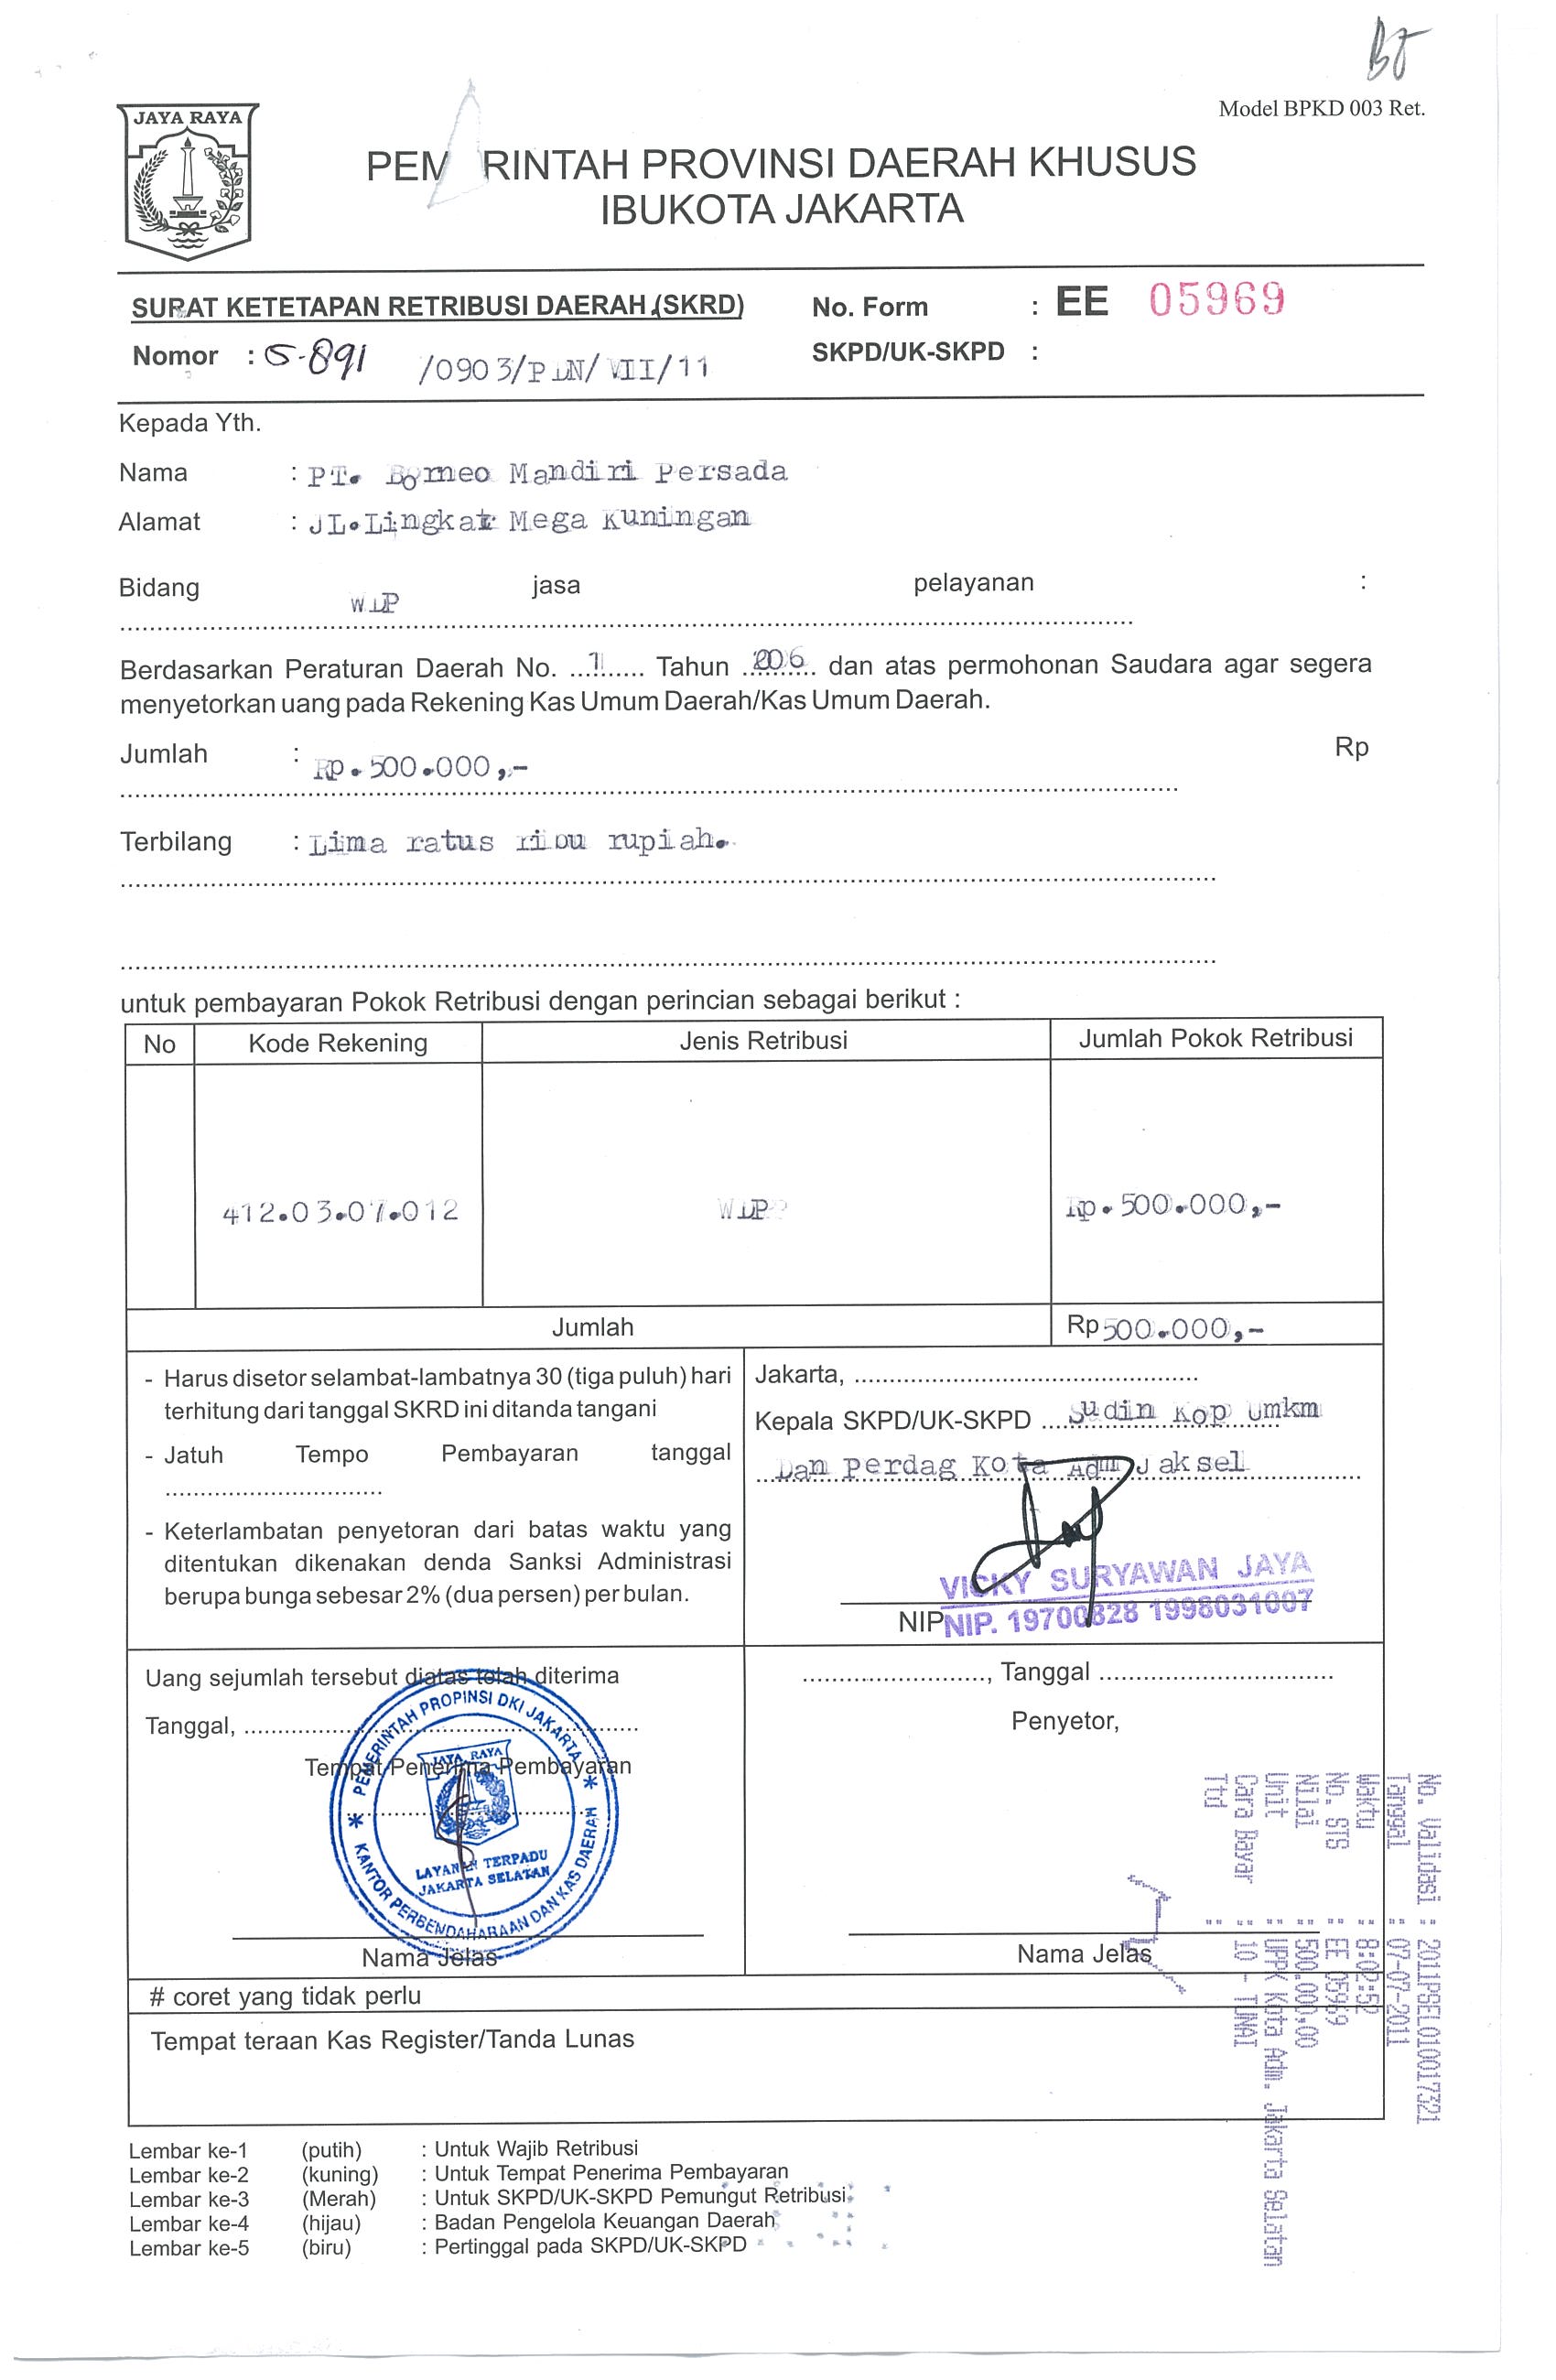 Model BPKD 003 Ret.
JAYA RAYA
PEM RINTAH PROVINSI DAERAH KHUSUS
IBUKOTA JAKARTA
SURAT KETETAPAN RETRIBUSI DAERAH (SKRD)
No. Form : EE 05969
Nomor : 5-891 /0903/PLN/VII/11
SKPD/UK-SKPD :
Kepada Yth.
Nama : PT. Borneo Mandiri Persada
Alamat : JL.Lingkar Mega Kuningan
Bidang jasa pelayanan :
WDP
Berdasarkan Peraturan Daerah No. ...1...... Tahun .......... dan atas permohonan Saudara agar segera
menyetorkan uang pada Rekening Kas Umum Daerah/Kas Umum Daerah.
Jumlah : Rp.500.000,- Rp
Terbilang : Lima ratus ribu rupiah.
untuk pembayaran Pokok Retribusi dengan perincian sebagai berikut :
No Kode Rekening Jenis Retribusi Jumlah Pokok Retribusi
412.03.07.012 WDP Rp.500.000,-
Jumlah Rp 500.000,-
- Harus disetor selambat-lambatnya 30 (tiga puluh) hari
terhitung dari tanggal SKRD ini ditanda tangani
- Jatuh Tempo Pembayaran tanggal
..............................
- Keterlambatan penyetoran dari batas waktu yang
ditentukan dikenakan denda Sanksi Administrasi
berupa bunga sebesar 2% (dua persen) per bulan.
Jakarta, ................................................
Kepala SKPD/UK-SKPD Sudin Kop Umkm
Dan Perdag Kota Adm Jaksel
VICKY SURYAWAN JAYA
NIP NIP. 19700828 1998031007
Uang sejumlah tersebut diatas telah diterima
Tanggal, ........................................................
Tempat Penerima Pembayaran
PEMERINTAH PROPINSI DKI JAKARTA
JAYA RAYA
LAYANAN TERPADU
JAKARTA SELATAN
KANTOR PERBENDAHARAAN DAN KAS DAERAH
Nama Jelas
.........................., Tanggal .................................
Penyetor,
Nama Jelas
No. Validasi : 2011PSEL010017321
Tanggal : 07-07-2011
Waktu : 8:02:52
No. STS : EE 05969
Nilai : 500.000,00
Unit : UPPK Kota Adm. Jakarta Selatan
Cara Bayar : 10 - TUNAI
Ttd :
# coret yang tidak perlu
Tempat teraan Kas Register/Tanda Lunas
Lembar ke-1 (putih) : Untuk Wajib Retribusi
Lembar ke-2 (kuning) : Untuk Tempat Penerima Pembayaran
Lembar ke-3 (Merah) : Untuk SKPD/UK-SKPD Pemungut Retribusi
Lembar ke-4 (hijau) : Badan Pengelola Keuangan Daerah
Lembar ke-5 (biru) : Pertinggal pada SKPD/UK-SKPD